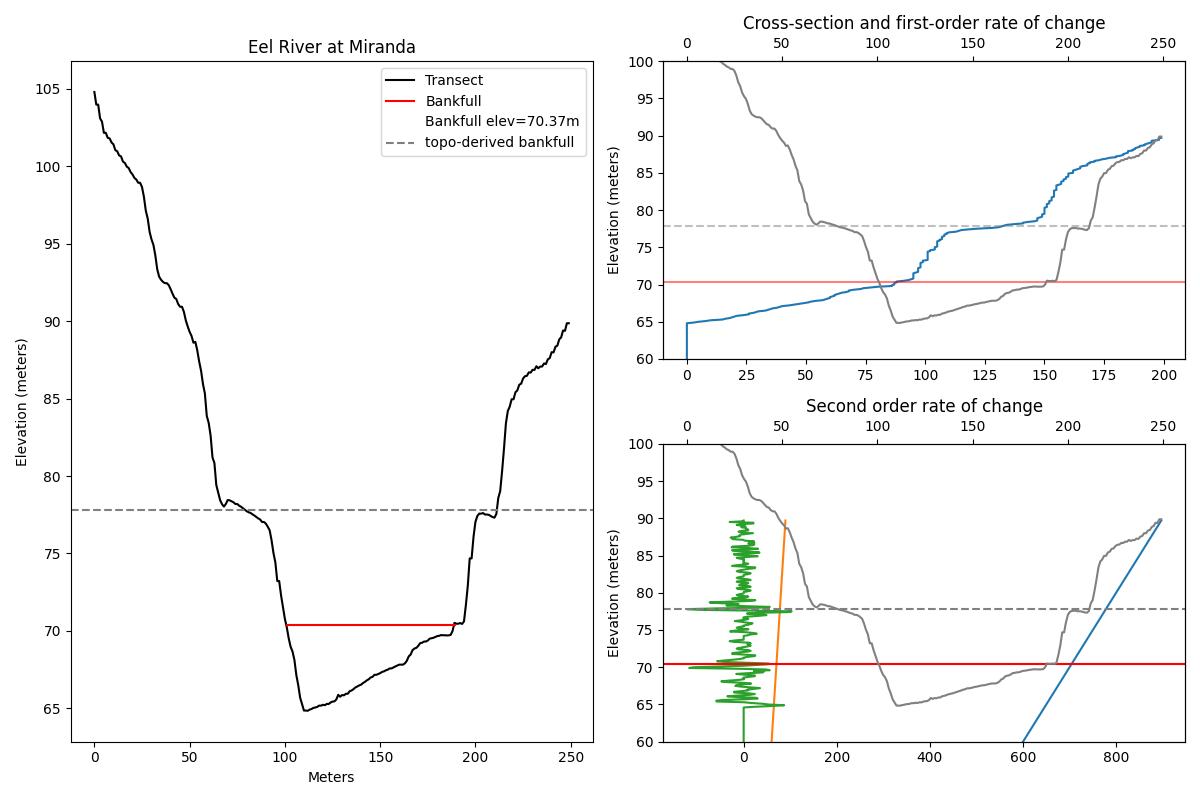 Eel River at Miranda
Transect
Bankfull
Bankfull elev=70.37m
topo-derived bankfull
Elevation (meters)
105
100
95
90
85
80
75
70
65
0 50 100 150 200 250
Meters
Cross-section and first-order rate of change
0 50 100 150 200 250
Elevation (meters)
100
95
90
85
80
75
70
65
60
0 25 50 75 100 125 150 175 200
Second order rate of change
0 50 100 150 200 250
Elevation (meters)
100
95
90
85
80
75
70
65
60
0 200 400 600 800